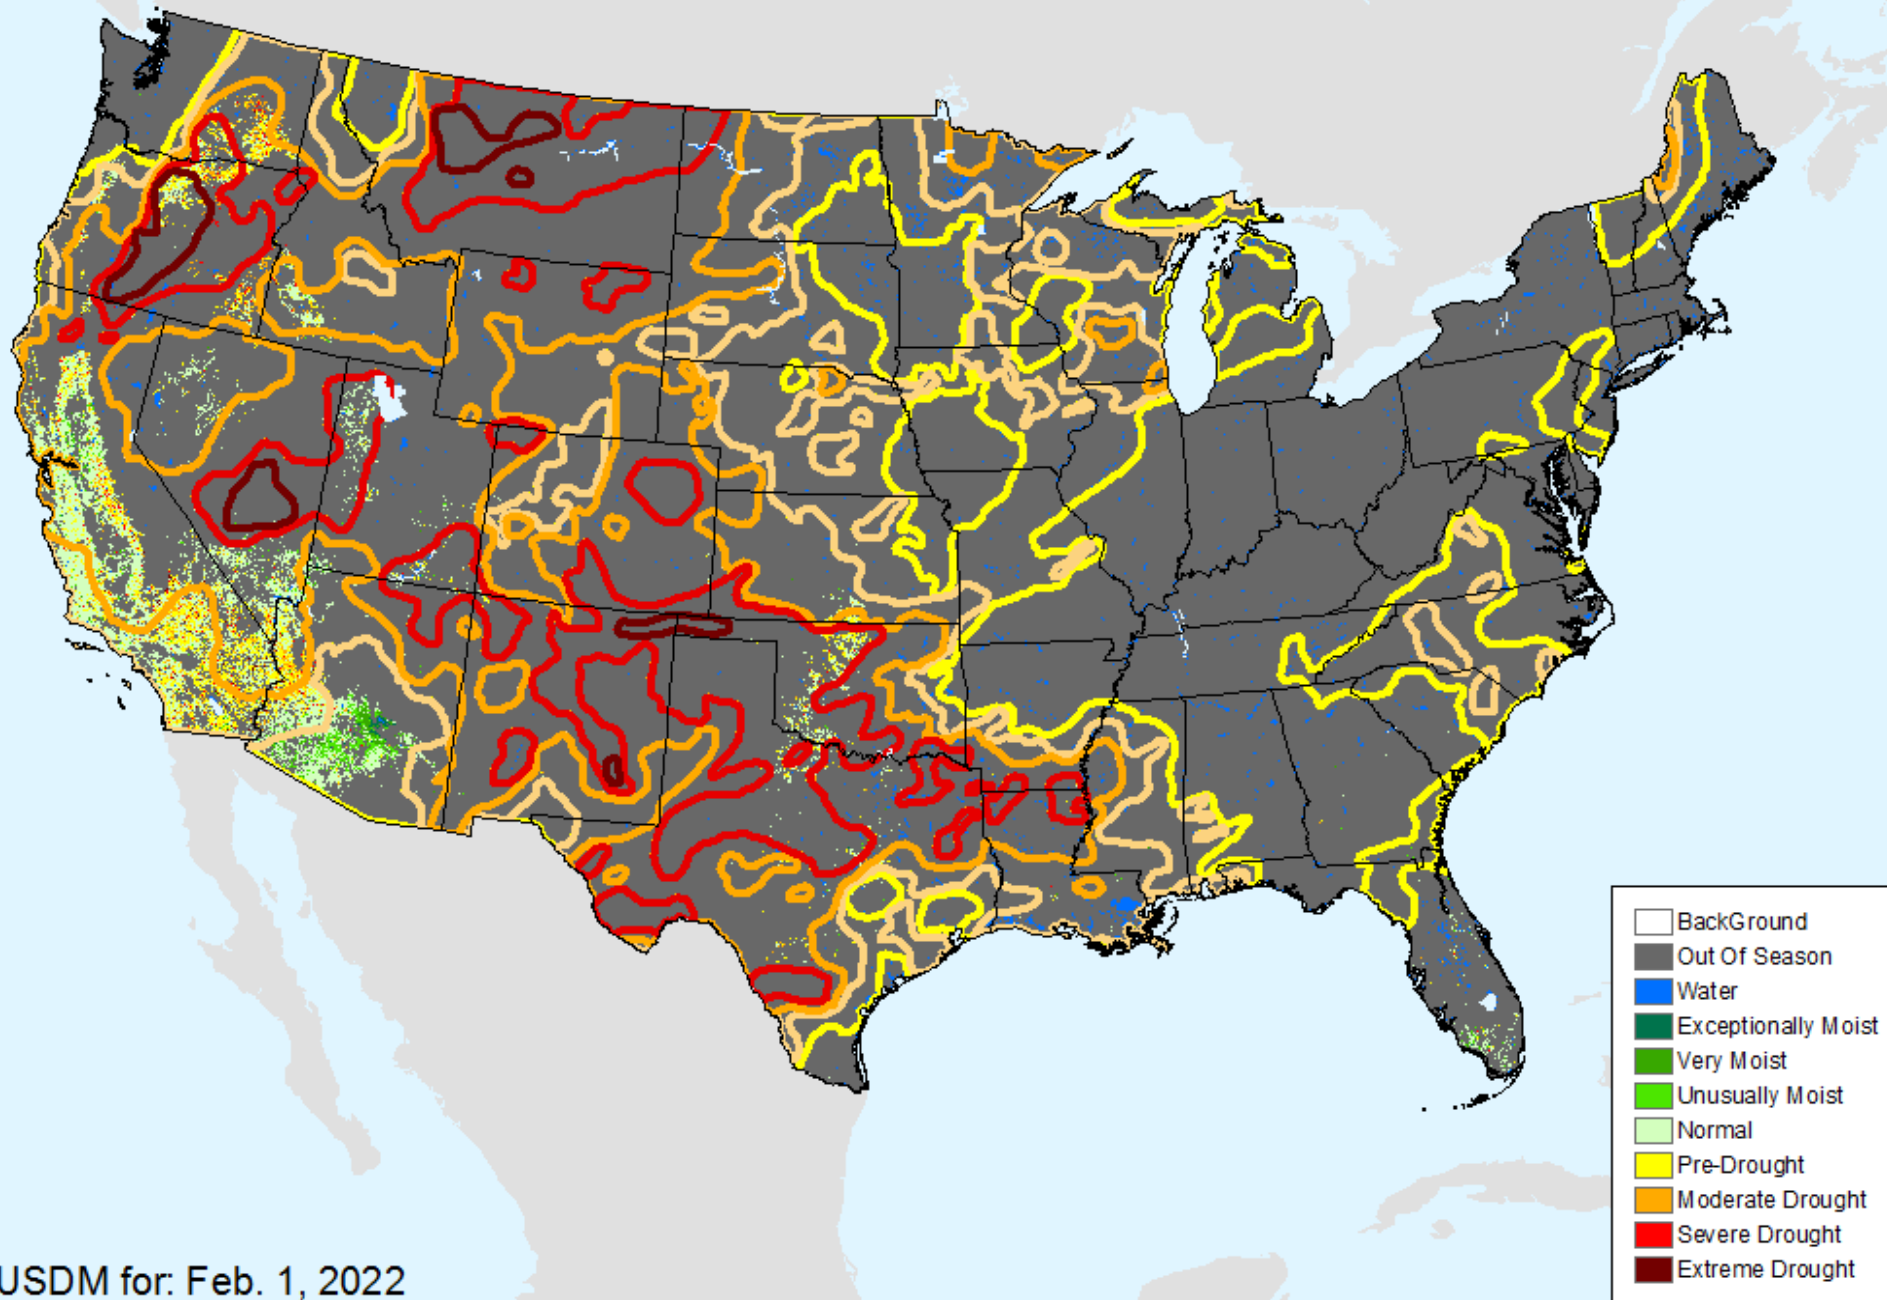 BackGround
Out Of Season
Water
Exceptionally Moist
Very Moist
Unusually Moist
Normal
Pre-Drought
Moderate Drought
Severe Drought
Extreme Drought
USDM for: Feb. 1, 2022